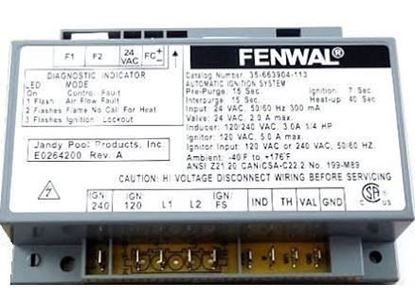 F1 F2 24 VAC FC+
FENWAL®
DIAGNOSTIC INDICATOR
LED MODE
On Control Fault
1 Flash Air Flow Fault
2 Flashes Flame No Call For Heat
3 Flashes Ignition Lockout
Jandy Pool Products, Inc.
E0264200 Rev. A
Catalog Number 35-663904-113
AUTOMATIC IGNITION SYSTEM
Pre-Purge: 15 Sec. Ignition: 7 Sec
Interpurge: 15 Sec. Heat-up: 40 Sec
Input: 24 VAC, 50/60 Hz 300 mA
Valve: 24 VAC, 2.0 A max.
Inducer: 120/240 VAC, 3.0A 1/4 HP
Ignitor: 120 VAC, 5.0 A max.
Ignitor Input: 120 VAC or 240 VAC, 50/60 Hz.
Ambient: -40°F to +176°F
ANSI Z21.20 CAN/CSA-C22.2 No. 199-M89
CAUTION: HI VOLTAGE DISCONNECT WIRING BEFORE SERVICING.
IGN/ 240 IGN 120 L1 L2 IGN/ FS IND TH VAL GND